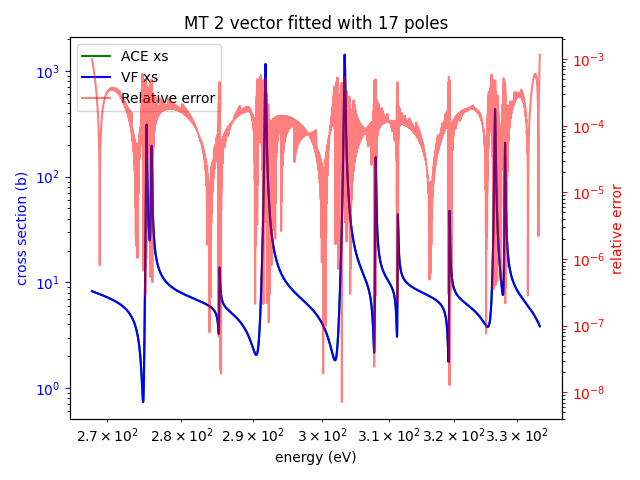 MT 2 vector fitted with 17 poles
ACE xs
VF xs
Relative error
cross section (b)
10³
10²
10¹
10⁰
10⁻³
10⁻⁴
10⁻⁵
10⁻⁶
10⁻⁷
10⁻⁸
relative error
2.7 × 10² 2.8 × 10² 2.9 × 10² 3 × 10² 3.1 × 10² 3.2 × 10² 3.3 × 10²
energy (eV)